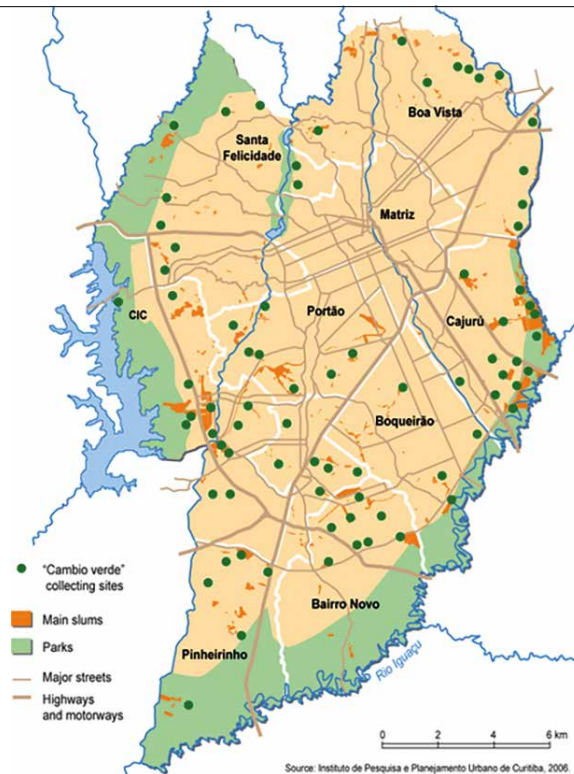 Boa Vista
Santa
Felicidade
Matriz
CIC
Portão
Cajurú
Boqueirão
"Cambio verde"
collecting sites
Main slums
Parks
Major streets
Highways
and motorways
Bairro Novo
Pinheirinho
Rio Iguaçu
0 2 4 6 km
Source: Instituto de Pesquisa e Planejamento Urbano de Curitiba, 2006.